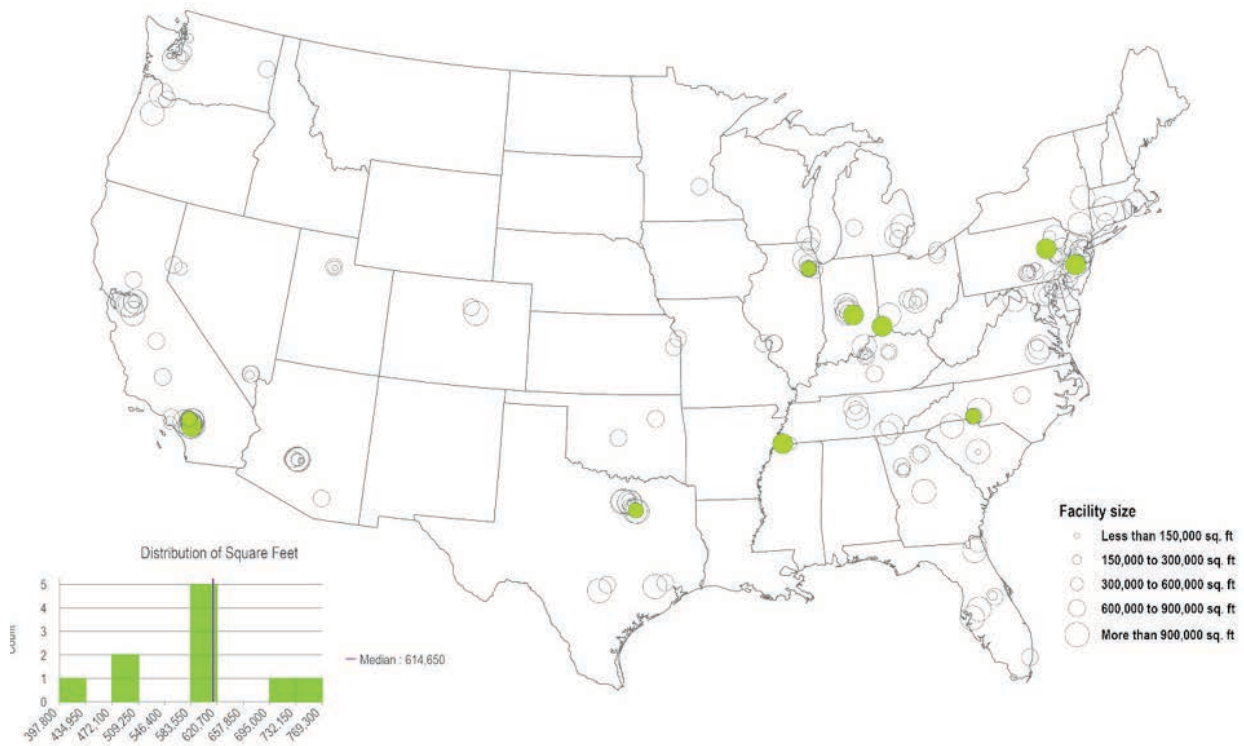 Distribution of Square Feet
5
4
3
2
1
0
Count
397,800
434,950
472,100
509,250
546,400
583,550
620,700
657,850
695,000
732,150
769,300
Median : 614,650
Facility size
Less than 150,000 sq. ft
150,000 to 300,000 sq. ft
300,000 to 600,000 sq. ft
600,000 to 900,000 sq. ft
More than 900,000 sq. ft